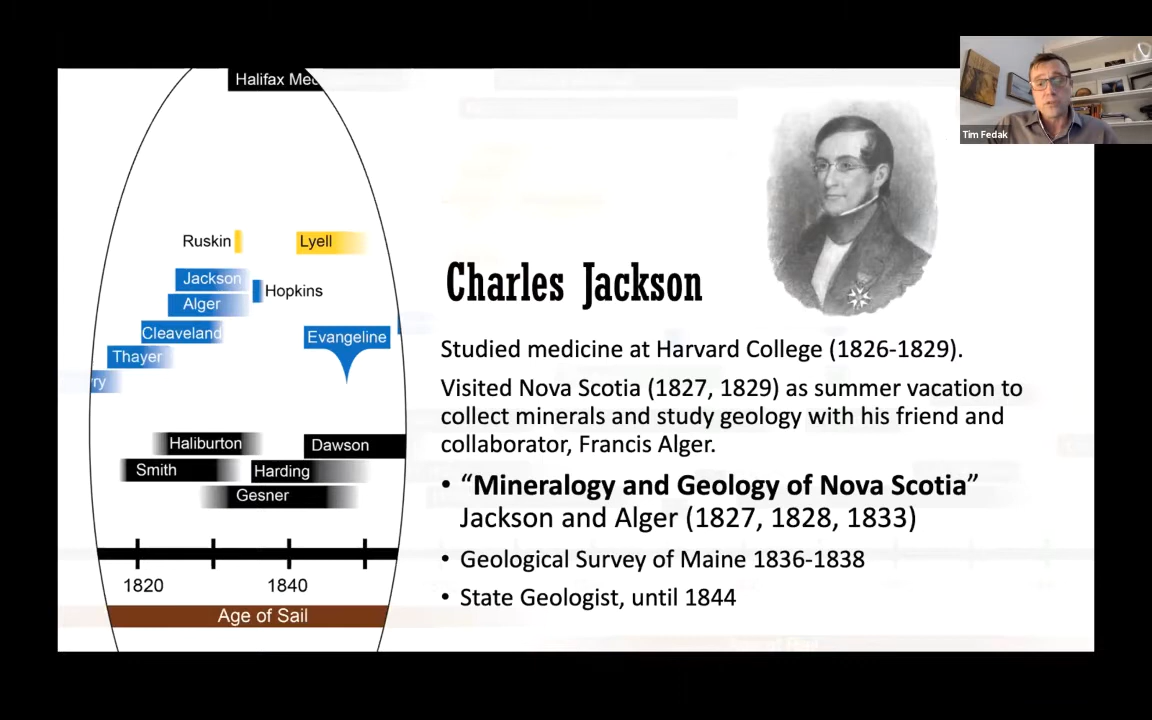 Halifax Me
Tim Fedak
Ruskin
Lyell
Jackson
Hopkins
Alger
Cleaveland
Evangeline
Thayer
ry
Haliburton
Dawson
Smith
Harding
Gesner
1820
1840
Age of Sail
Charles Jackson
Studied medicine at Harvard College (1826-1829).
Visited Nova Scotia (1827, 1829) as summer vacation to
collect minerals and study geology with his friend and
collaborator, Francis Alger.
• “Mineralogy and Geology of Nova Scotia”
Jackson and Alger (1827, 1828, 1833)
• Geological Survey of Maine 1836-1838
• State Geologist, until 1844